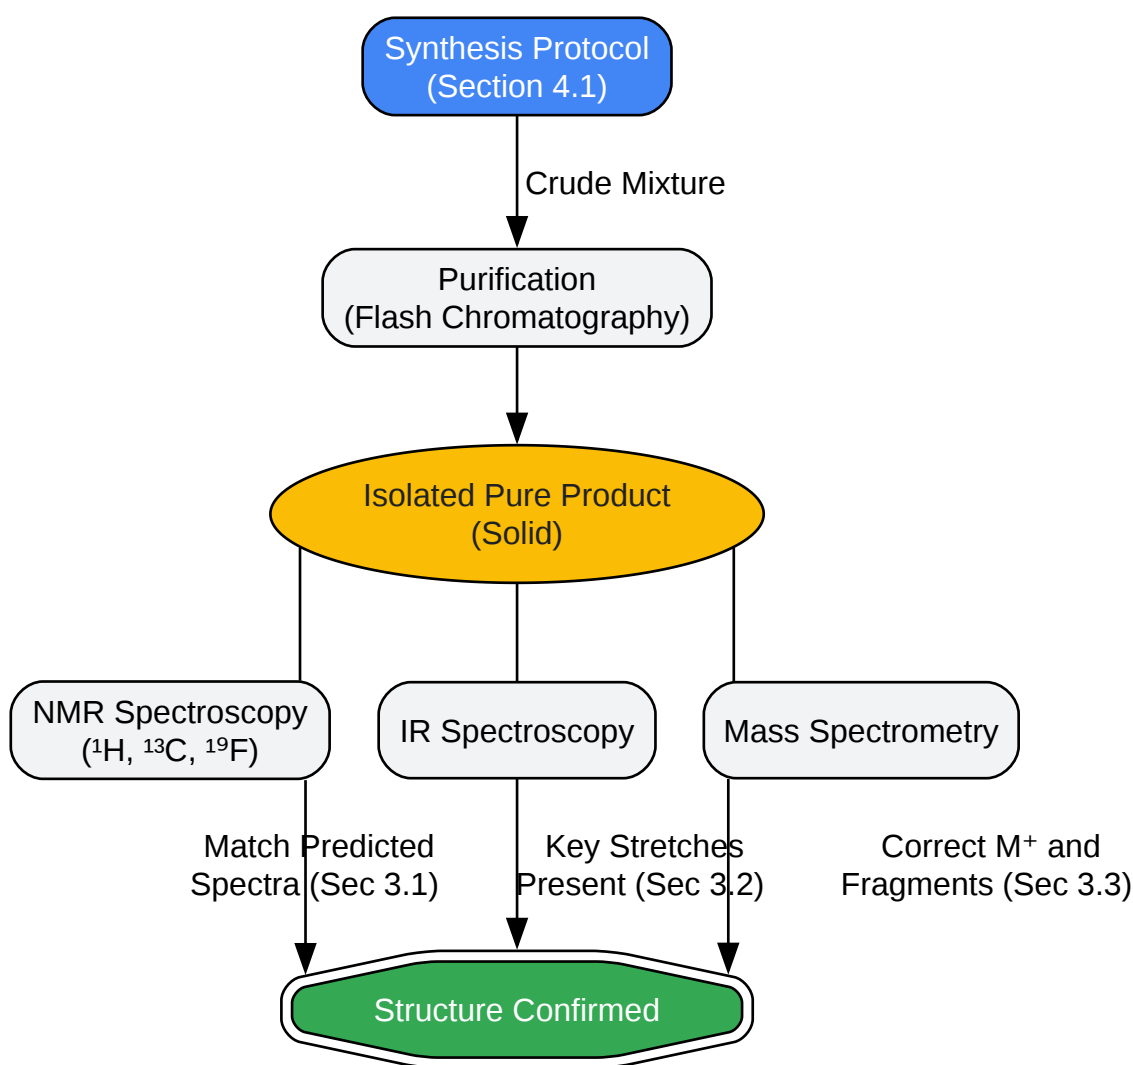 Synthesis Protocol
(Section 4.1)
Crude Mixture
Purification
(Flash Chromatography)
Isolated Pure Product
(Solid)
NMR Spectroscopy
(¹H, ¹³C, ¹⁹F)
IR Spectroscopy
Mass Spectrometry
Match Predicted
Spectra (Sec 3.1)
Key Stretches
Present (Sec 3.2)
Correct M⁺ and
Fragments (Sec 3.3)
Structure Confirmed